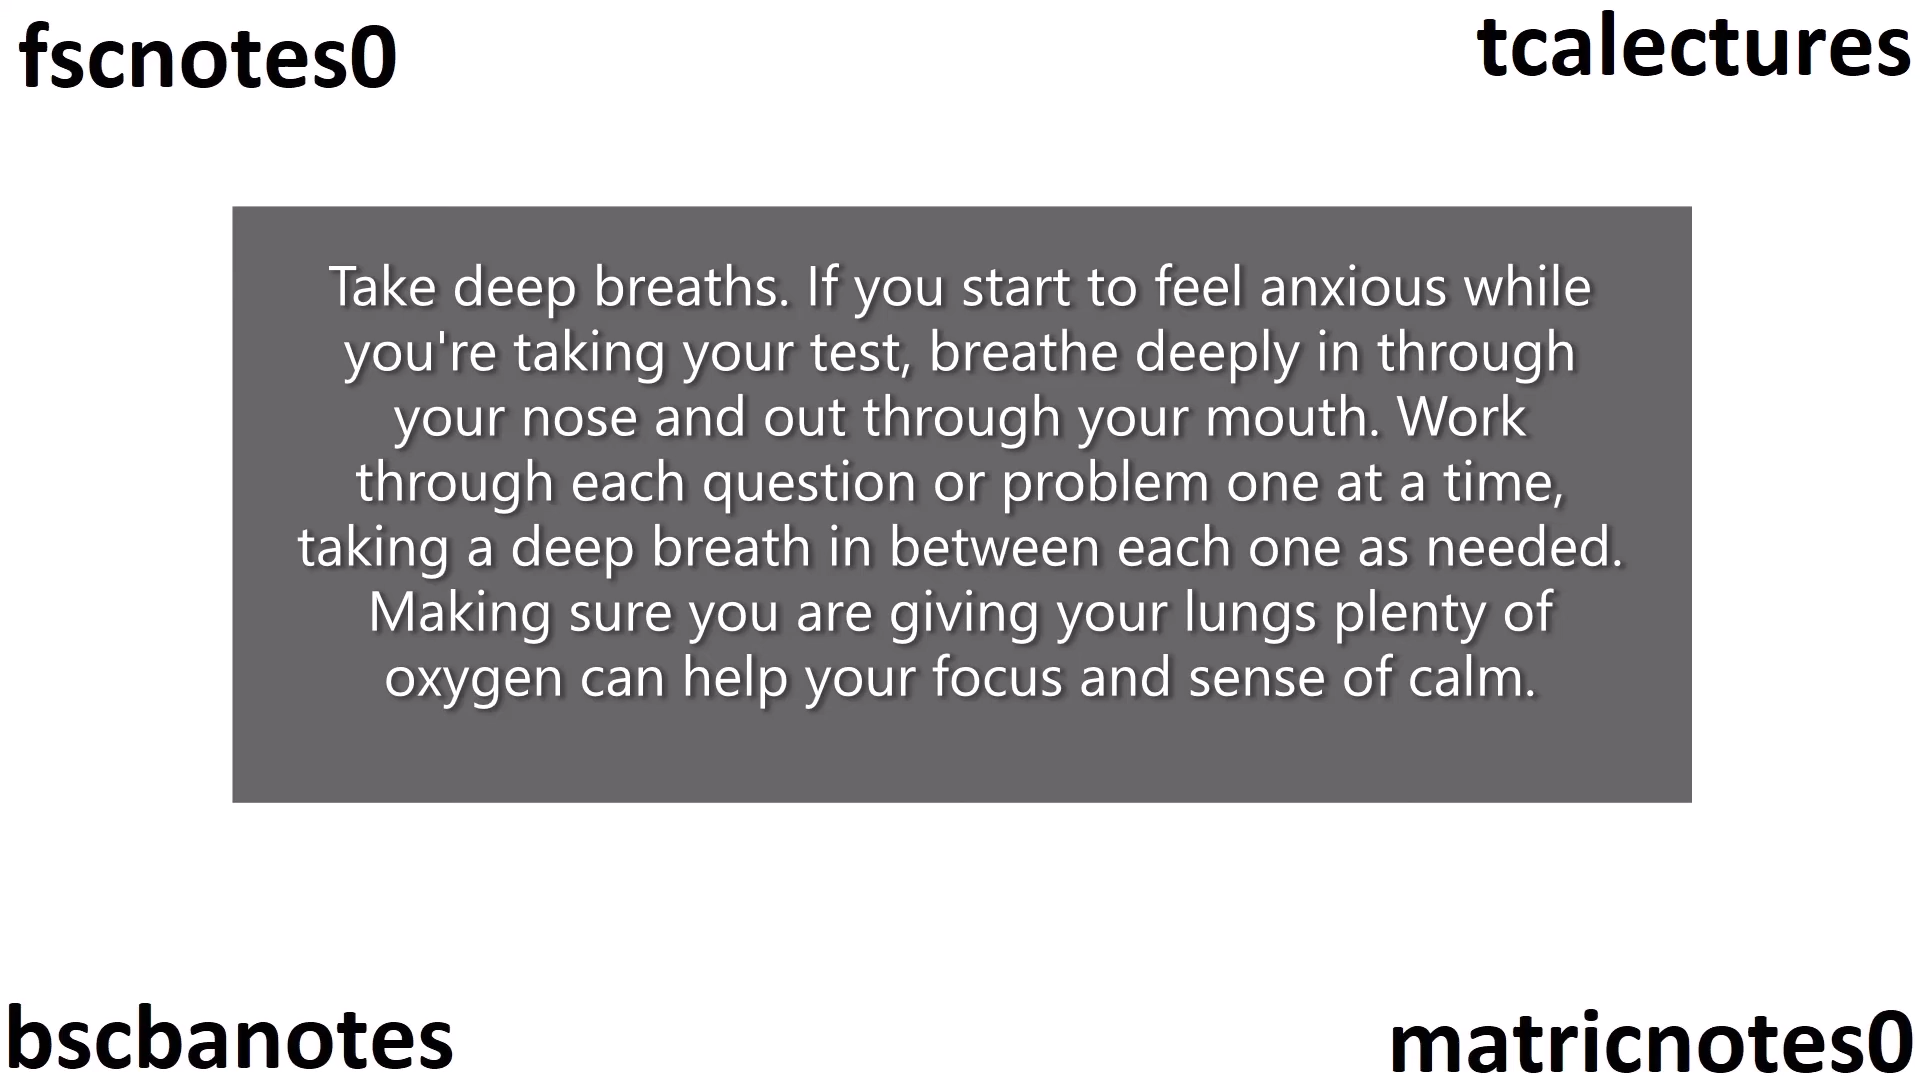 fscnotes0
tcalectures
Take deep breaths. If you start to feel anxious while
you're taking your test, breathe deeply in through
your nose and out through your mouth. Work
through each question or problem one at a time,
taking a deep breath in between each one as needed.
Making sure you are giving your lungs plenty of
oxygen can help your focus and sense of calm.
bscbanotes
matricnotes0